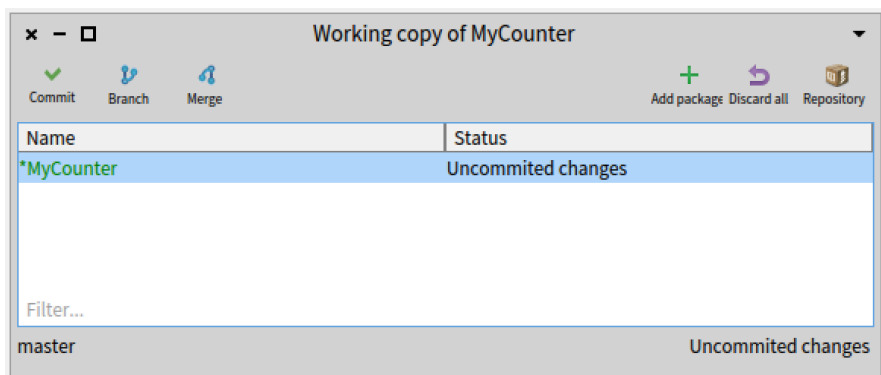 Working copy of MyCounter
Commit Branch Merge Add package Discard all Repository
Name Status
*MyCounter Uncommited changes
Filter...
master Uncommited changes